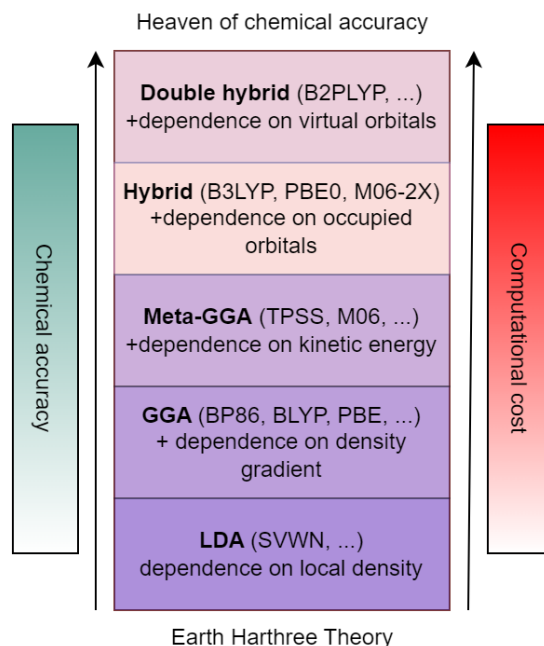 Heaven of chemical accuracy
Double hybrid (B2PLYP, ...)
+dependence on virtual orbitals
Hybrid (B3LYP, PBE0, M06-2X)
+dependence on occupied
orbitals
Meta-GGA (TPSS, M06, ...)
+dependence on kinetic energy
GGA (BP86, BLYP, PBE, ...)
+ dependence on density
gradient
LDA (SVWN, ...)
dependence on local density
Earth Harthree Theory
Chemical accuracy
Computational cost